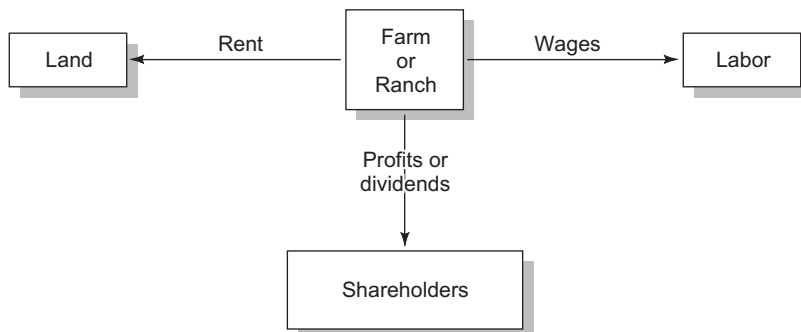 Rent
Farm
or
Ranch
Wages
Land
Labor
Profits or
dividends
Shareholders